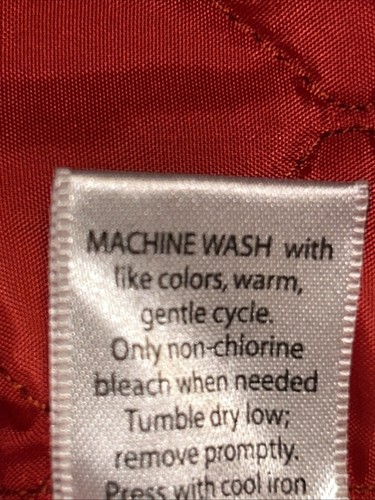 MACHINE WASH with
like colors, warm,
gentle cycle.
Only non-chlorine
bleach when needed
Tumble dry low;
remove promptly.
Press with cool iron